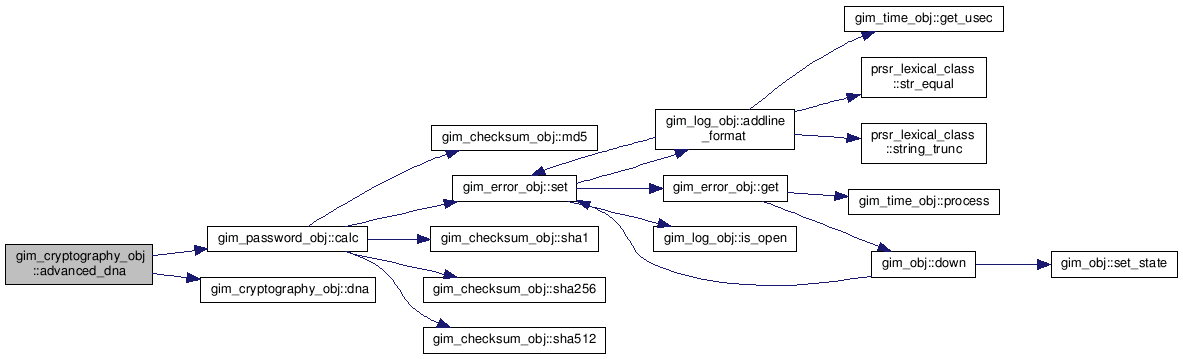 gim_cryptography_obj
::advanced_dna
gim_password_obj::calc
gim_cryptography_obj::dna
gim_checksum_obj::md5
gim_error_obj::set
gim_checksum_obj::sha1
gim_checksum_obj::sha256
gim_checksum_obj::sha512
gim_log_obj::addline
_format
gim_error_obj::get
gim_log_obj::is_open
gim_time_obj::get_usec
prsr_lexical_class
::str_equal
prsr_lexical_class
::string_trunc
gim_time_obj::process
gim_obj::down
gim_obj::set_state